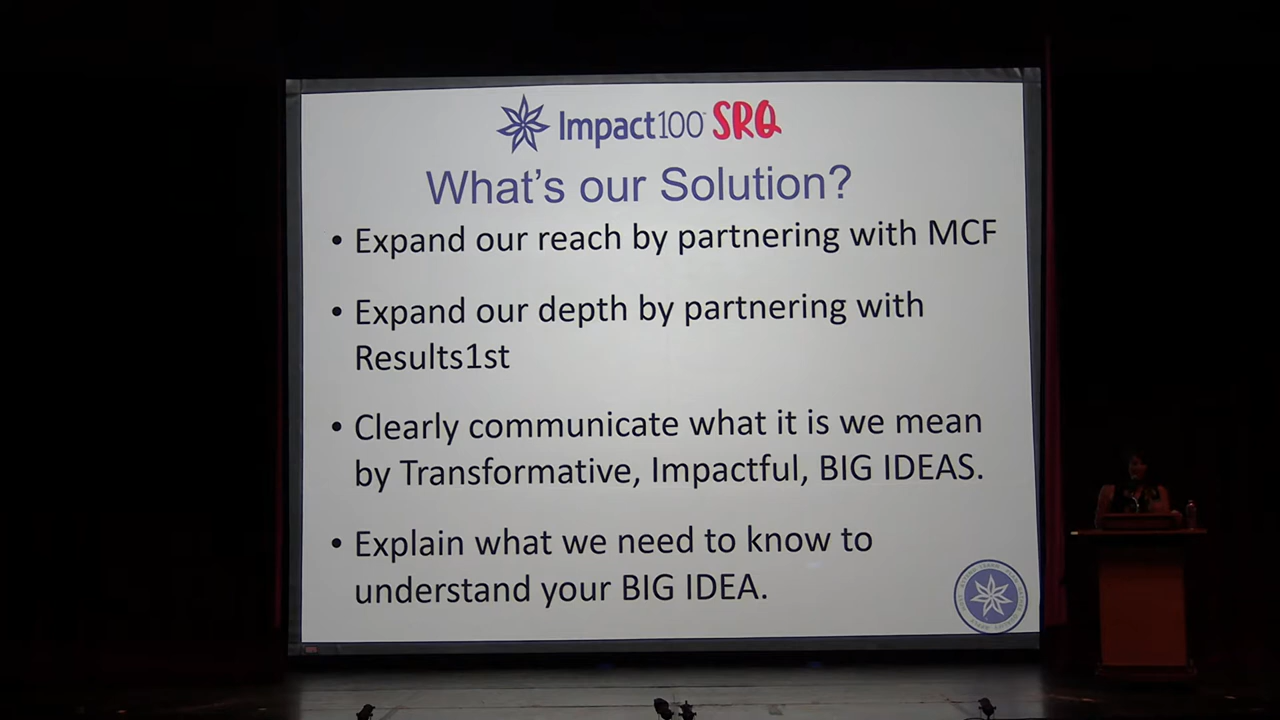 Impact100™ SRQ
What's our Solution?
• Expand our reach by partnering with MCF
• Expand our depth by partnering with
Results1st
• Clearly communicate what it is we mean
by Transformative, Impactful, BIG IDEAS.
• Explain what we need to know to
understand your BIG IDEA.